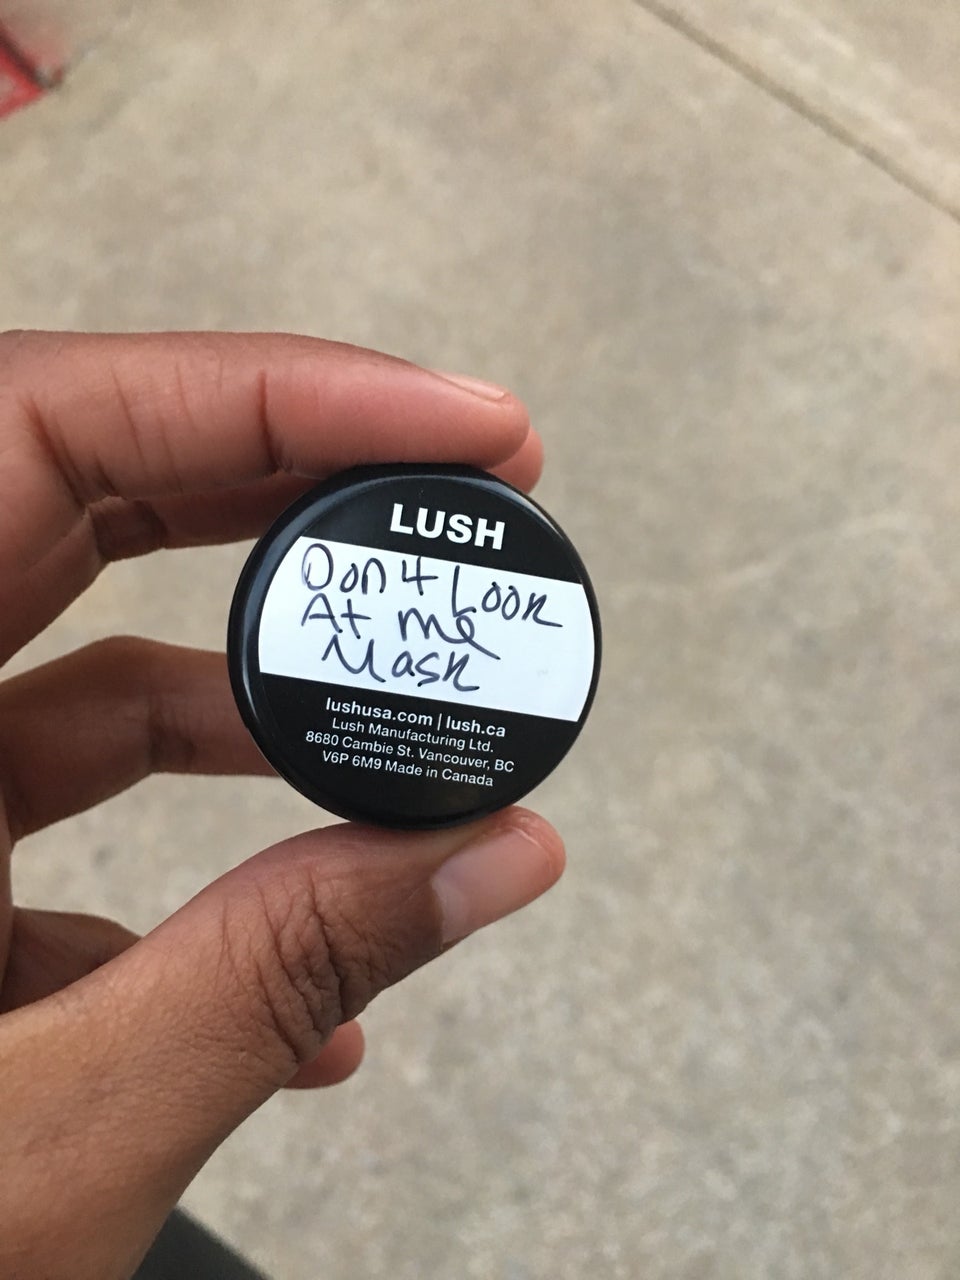 LUSH
Don't Look
At me
Mask
lushusa.com | lush.ca
Lush Manufacturing Ltd.
8680 Cambie St. Vancouver, BC
V6P 6M9 Made in Canada